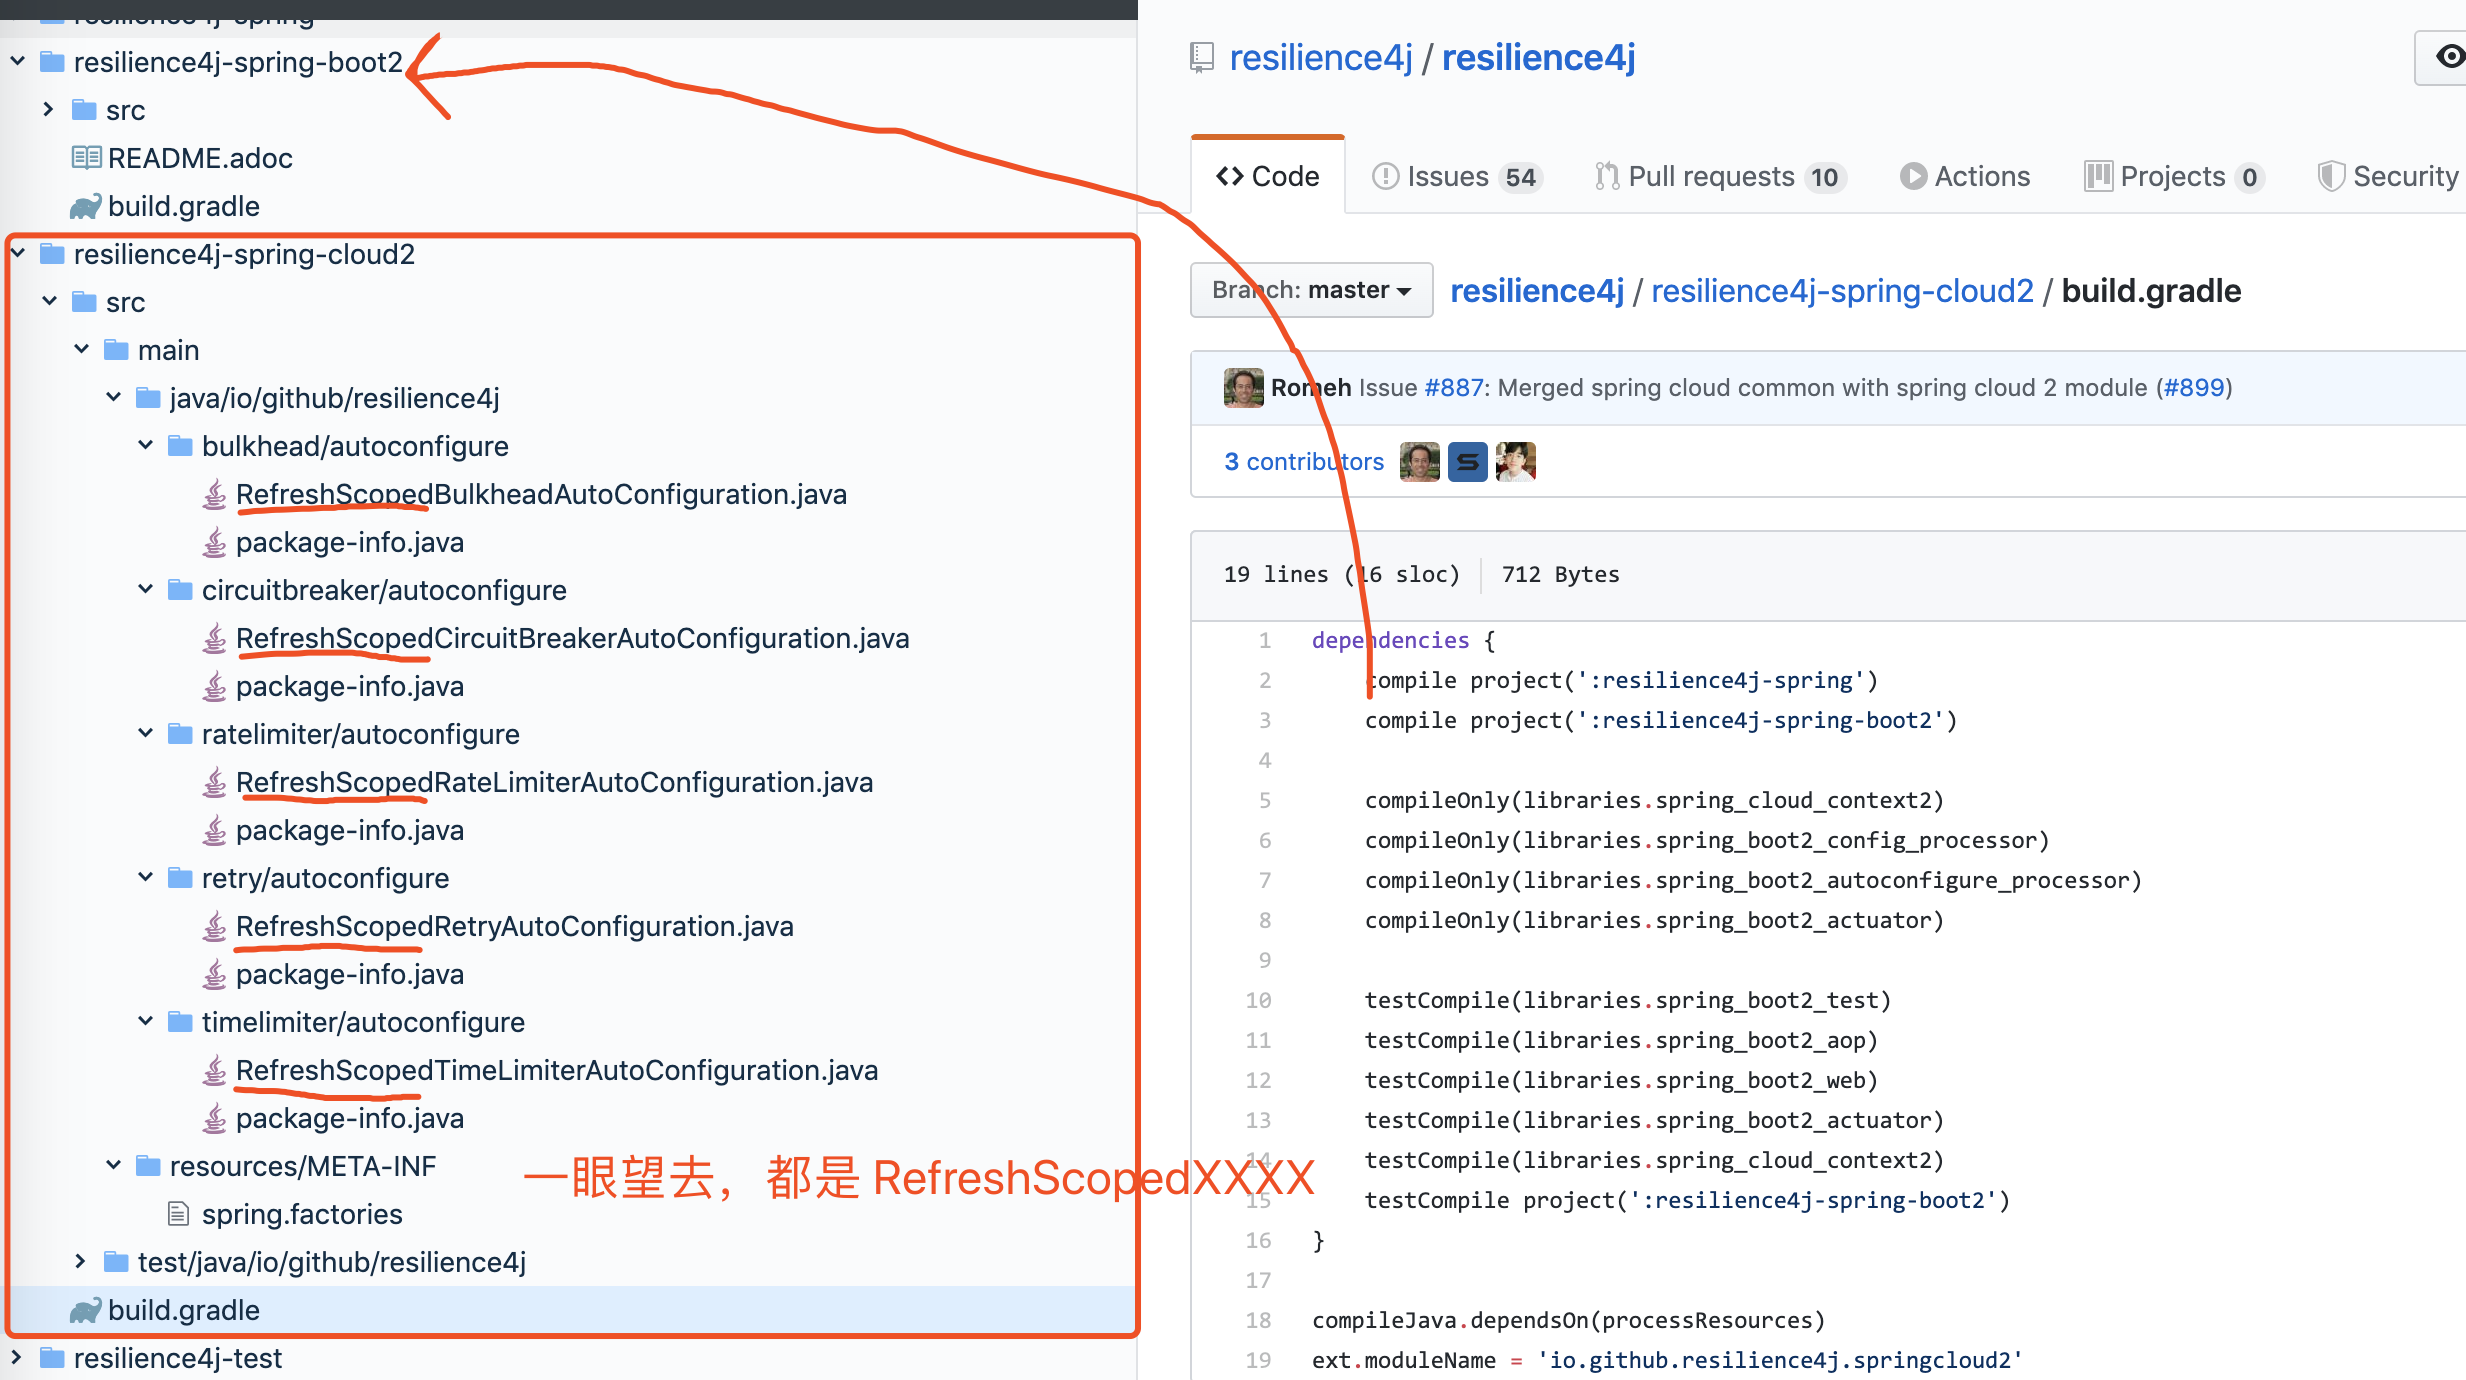 resilience4j-spring
resilience4j-spring-boot2
src
README.adoc
build.gradle
resilience4j-spring-cloud2
src
main
java/io/github/resilience4j
bulkhead/autoconfigure
RefreshScopedBulkheadAutoConfiguration.java
package-info.java
circuitbreaker/autoconfigure
RefreshScopedCircuitBreakerAutoConfiguration.java
package-info.java
ratelimiter/autoconfigure
RefreshScopedRateLimiterAutoConfiguration.java
package-info.java
retry/autoconfigure
RefreshScopedRetryAutoConfiguration.java
package-info.java
timelimiter/autoconfigure
RefreshScopedTimeLimiterAutoConfiguration.java
package-info.java
resources/META-INF
一眼望去，都是 RefreshScopedXXXX
spring.factories
test/java/io/github/resilience4j
build.gradle
resilience4j-test
resilience4j / resilience4j
Code Issues 54 Pull requests 10 Actions Projects 0 Security
Branch: master resilience4j / resilience4j-spring-cloud2 / build.gradle
Romeh Issue #887: Merged spring cloud common with spring cloud 2 module (#899)
3 contributors
19 lines (16 sloc) 712 Bytes
1 dependencies {
2 compile project(':resilience4j-spring')
3 compile project(':resilience4j-spring-boot2')
4
5 compileOnly(libraries.spring_cloud_context2)
6 compileOnly(libraries.spring_boot2_config_processor)
7 compileOnly(libraries.spring_boot2_autoconfigure_processor)
8 compileOnly(libraries.spring_boot2_actuator)
9
10 testCompile(libraries.spring_boot2_test)
11 testCompile(libraries.spring_boot2_aop)
12 testCompile(libraries.spring_boot2_web)
13 testCompile(libraries.spring_boot2_actuator)
14 testCompile(libraries.spring_cloud_context2)
15 testCompile project(':resilience4j-spring-boot2')
16 }
17
18 compileJava.dependsOn(processResources)
19 ext.moduleName = 'io.github.resilience4j.springcloud2'